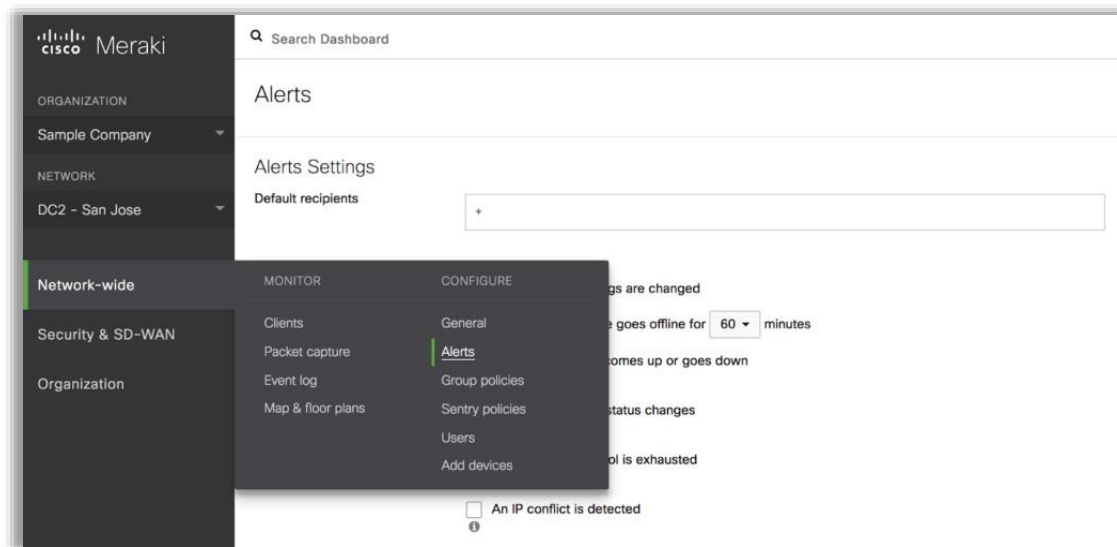 cisco Meraki
Search Dashboard
ORGANIZATION
Sample Company
NETWORK
DC2 - San Jose
Network-wide
Security & SD-WAN
Organization
MONITOR
Clients
Packet capture
Event log
Map & floor plans
CONFIGURE
General
Alerts
Group policies
Sentry policies
Users
Add devices
Alerts
Alerts Settings
Default recipients
+
gs are changed
goes offline for 60 minutes
comes up or goes down
status changes
ol is exhausted
An IP conflict is detected